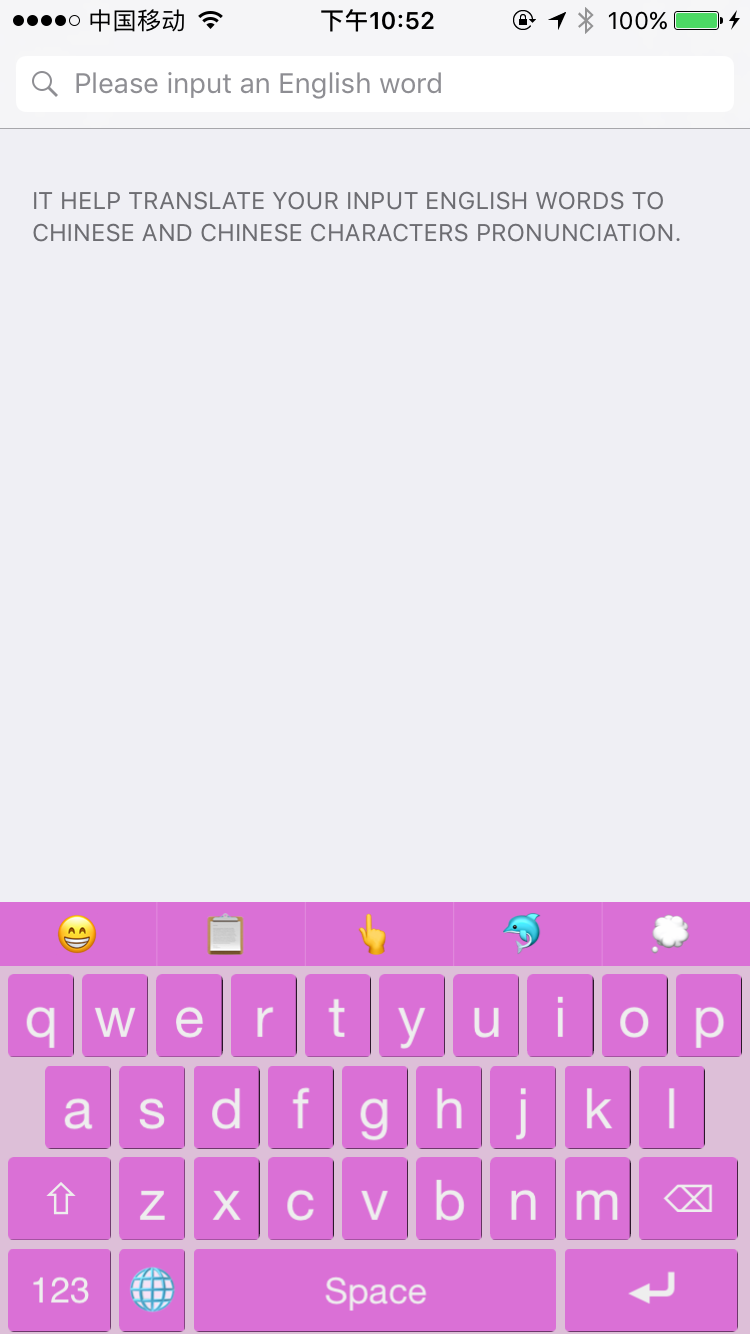 中国移动 下午10:52 100%
Please input an English word
IT HELP TRANSLATE YOUR INPUT ENGLISH WORDS TO
CHINESE AND CHINESE CHARACTERS PRONUNCIATION.
q w e r t y u i o p
a s d f g h j k l
z x c v b n m
123 Space